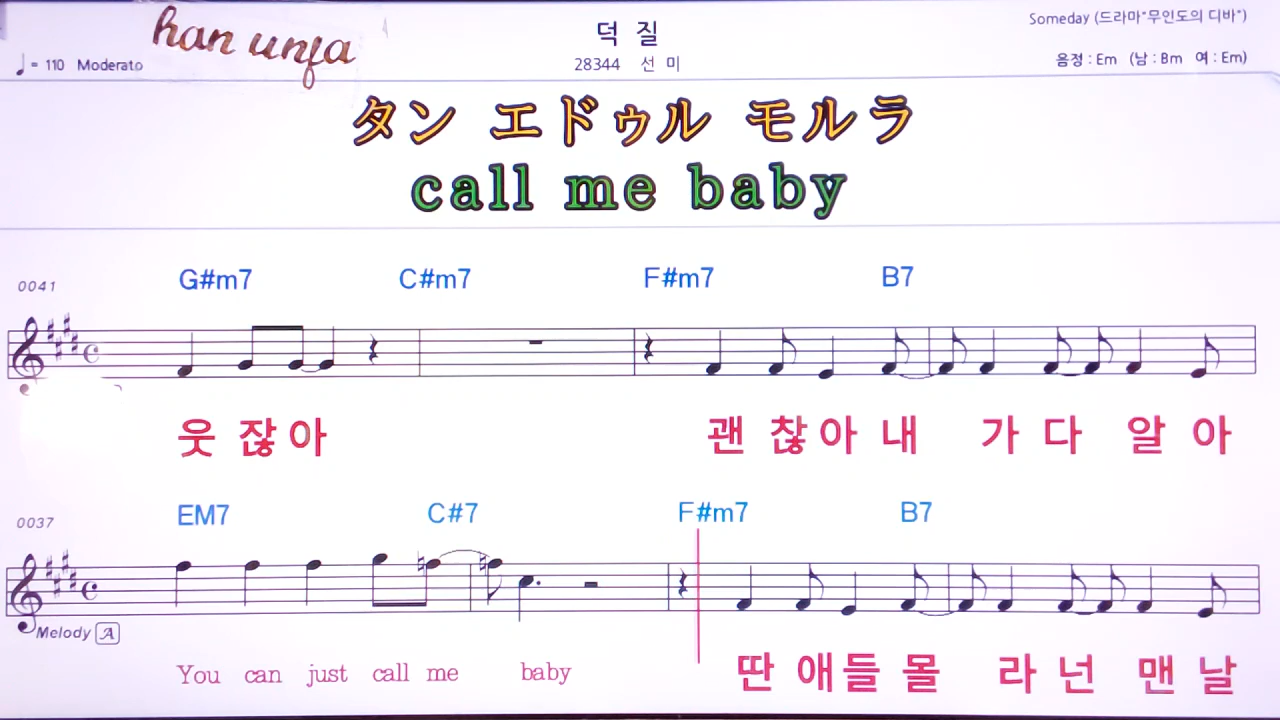 han unfa
덕 질
Someday (드라마"무인도의 디바")
♩= 110 Moderato
28344 선 미
음정 : Em (남 : Bm 여 : Em)
タン エドゥル モルラ
call me baby
0041 G#m7 C#m7 F#m7 B7
웃 잖 아 괜 찮 아 내 가 다 알 아
0037 EM7 C#7 F#m7 B7
Melody A
You can just call me baby 딴 애 들 몰 라 넌 맨 날